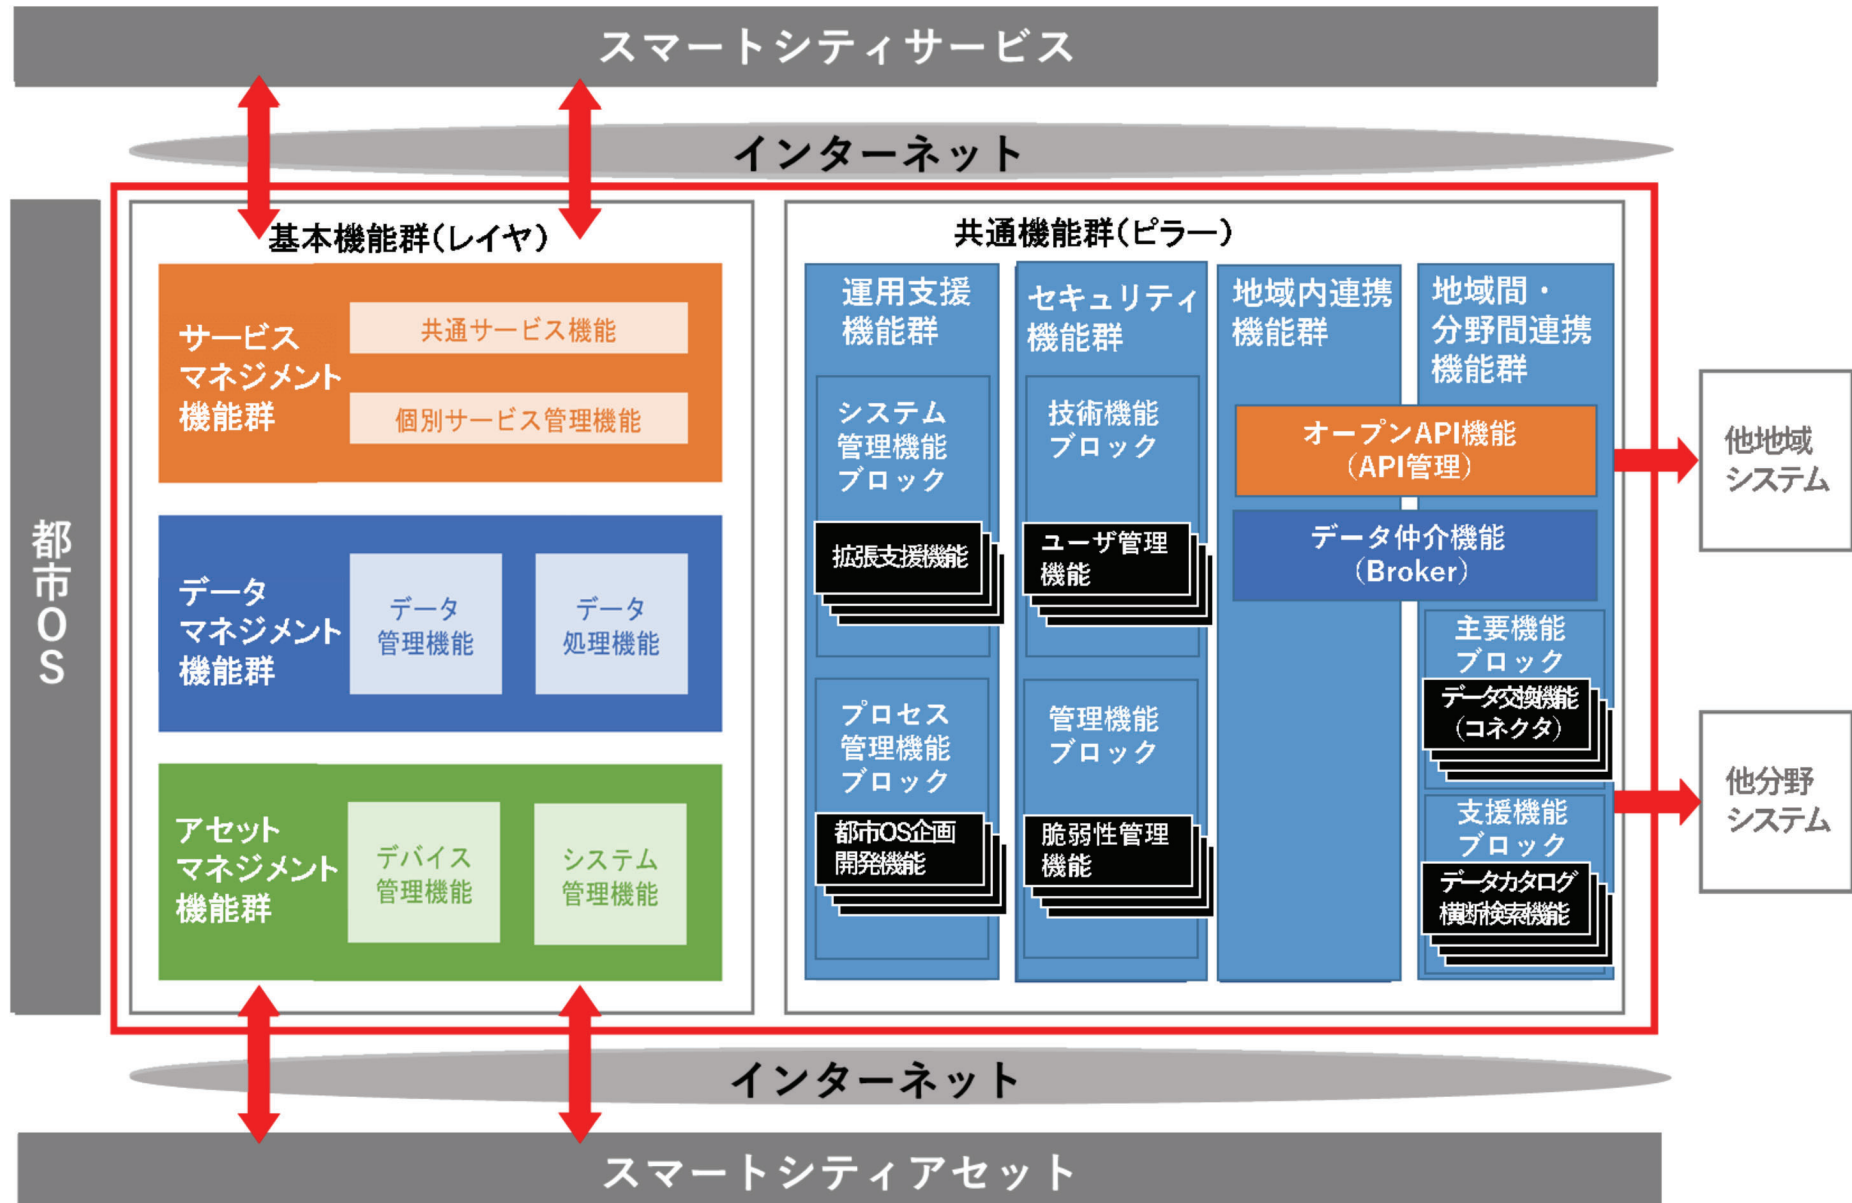 スマートシティサービス
インターネット
都市OS
基本機能群(レイヤ)
サービス
マネジメント
機能群
共通サービス機能
個別サービス管理機能
データ
マネジメント
機能群
データ
管理機能
データ
処理機能
アセット
マネジメント
機能群
デバイス
管理機能
システム
管理機能
共通機能群(ピラー)
運用支援
機能群
システム
管理機能
ブロック
拡張支援機能
プロセス
管理機能
ブロック
都市OS企画
開発機能
セキュリティ
機能群
技術機能
ブロック
ユーザ管理
機能
管理機能
ブロック
脆弱性管理
機能
地域内連携
機能群
地域間・
分野間連携
機能群
オープンAPI機能
(API管理)
データ仲介機能
(Broker)
主要機能
ブロック
データ交換機能
(コネクタ)
支援機能
ブロック
データカタログ
横断検索機能
他地域
システム
他分野
システム
インターネット
スマートシティアセット